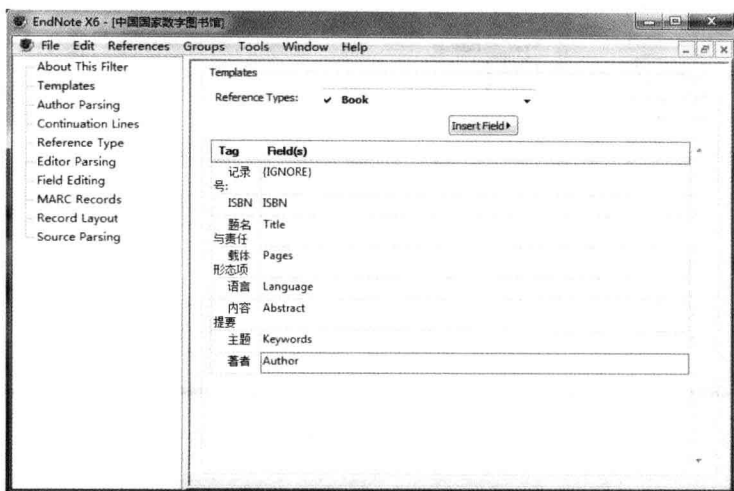 EndNote X6 - [中国国家数字图书馆]
File Edit References Groups Tools Window Help
About This Filter
Templates
Author Parsing
Continuation Lines
Reference Type
Editor Parsing
Field Editing
MARC Records
Record Layout
Source Parsing
Templates
Reference Types: ✔ Book
Insert Field
Tag Field(s)
记录 {IGNORE}
号:
ISBN ISBN
题名 Title
与责任
载体 Pages
形态项
语言 Language
内容 Abstract
提要
主题 Keywords
著者 Author